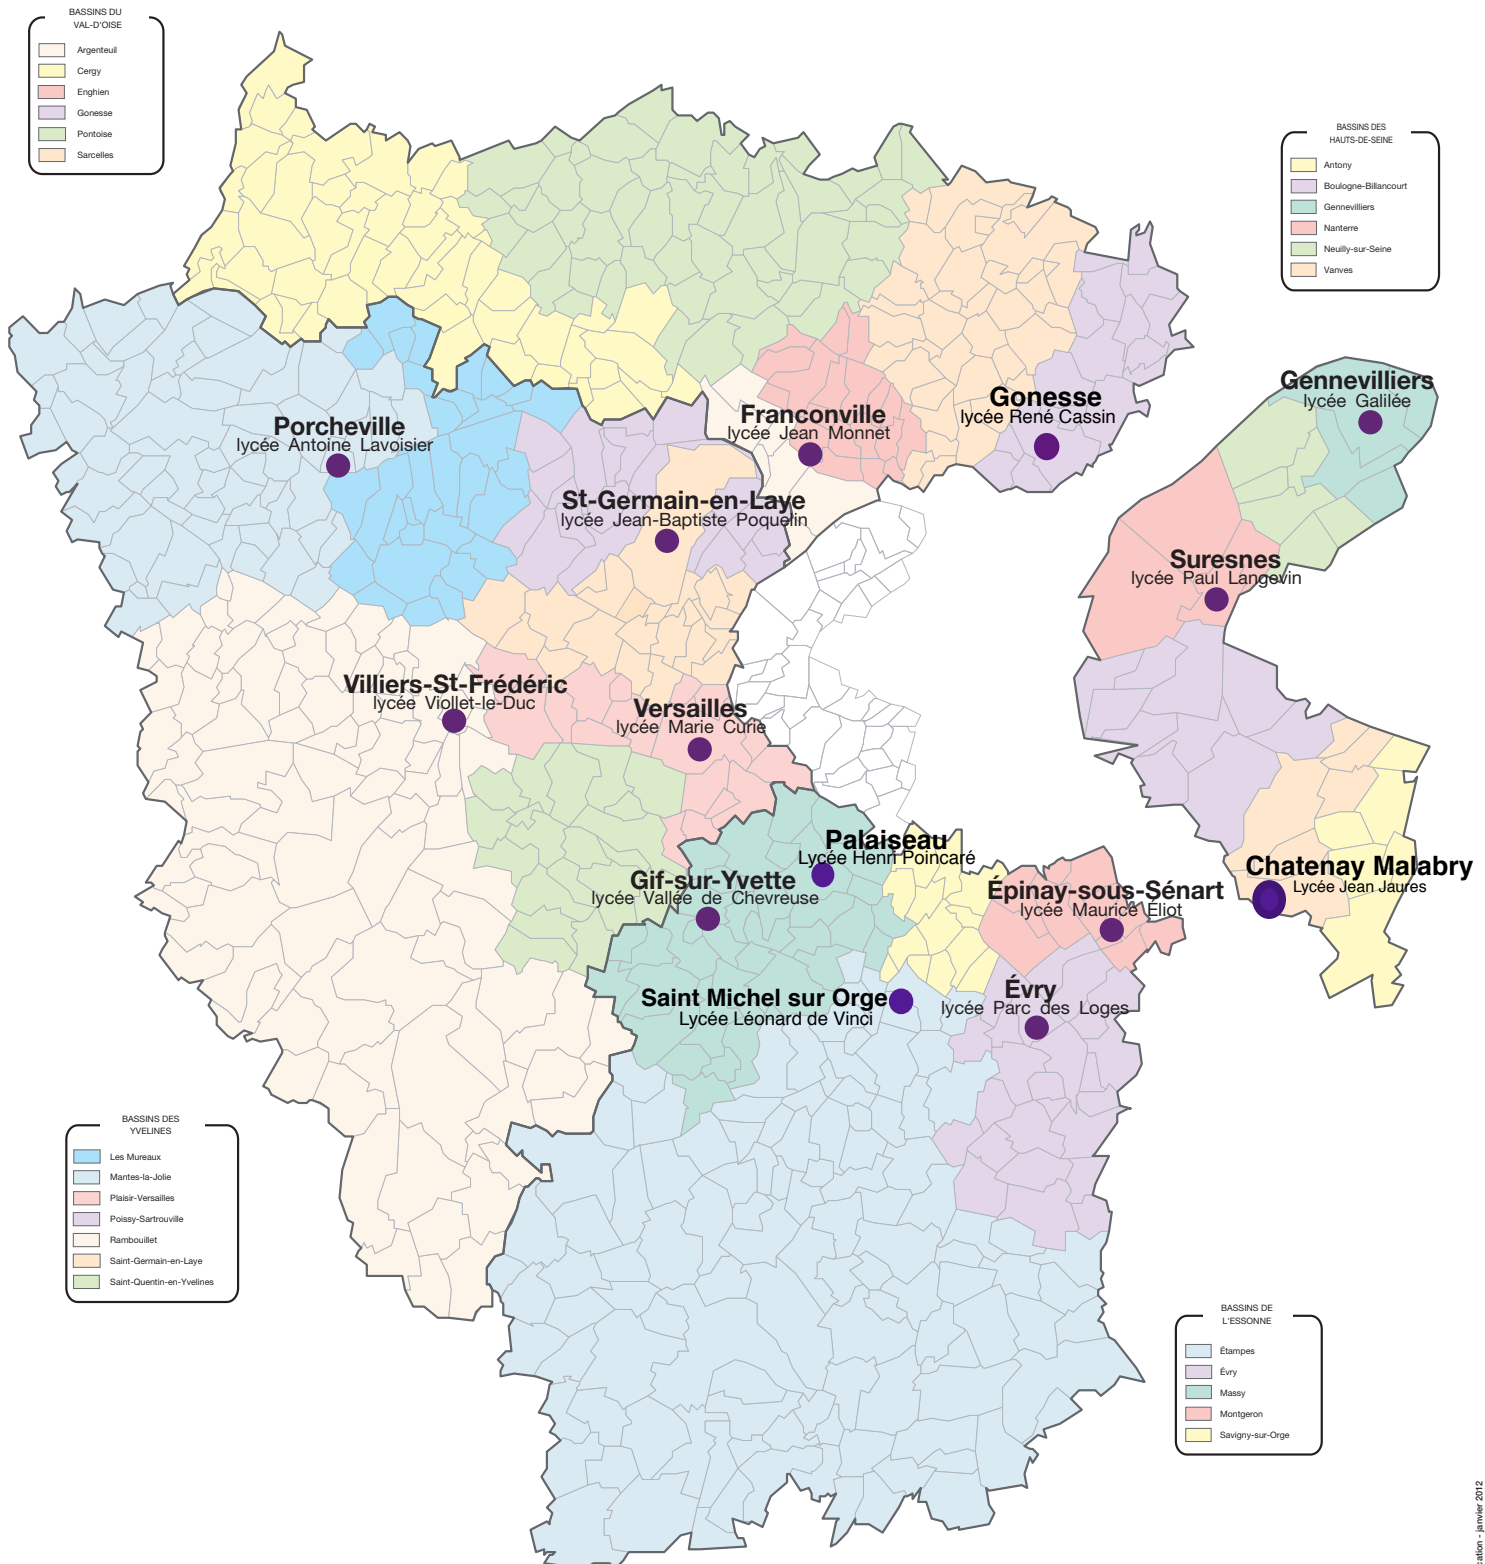 BASSINS DU
VAL-D'OISE
Argenteuil
Cergy
Enghien
Gonesse
Pontoise
Sarcelles
BASSINS DES
HAUTS-DE-SEINE
Antony
Boulogne-Billancourt
Gennevilliers
Nanterre
Neuilly-sur-Seine
Vanves
Gennevilliers
lycée Galilée
Gonesse
lycée René Cassin
Franconville
lycée Jean Monnet
Porcheville
lycée Antoine Lavoisier
St-Germain-en-Laye
lycée Jean-Baptiste Poquelin
Suresnes
lycée Paul Langevin
Villiers-St-Frédéric
lycée Viollet-le-Duc
Versailles
lycée Marie Curie
Palaiseau
Lycée Henri Poincaré
Chatenay Malabry
Lycée Jean Jaures
Gif-sur-Yvette
lycée Vallée de Chevreuse
Épinay-sous-Sénart
lycée Maurice Éliot
Saint Michel sur Orge
Lycée Léonard de Vinci
Évry
lycée Parc des Loges
BASSINS DES
YVELINES
Les Mureaux
Mantes-la-Jolie
Plaisir-Versailles
Poissy-Sartrouville
Rambouillet
Saint-Germain-en-Laye
Saint-Quentin-en-Yvelines
BASSINS DE
L'ESSONNE
Étampes
Évry
Massy
Montgeron
Savigny-sur-Orge
cation - janvier 2012